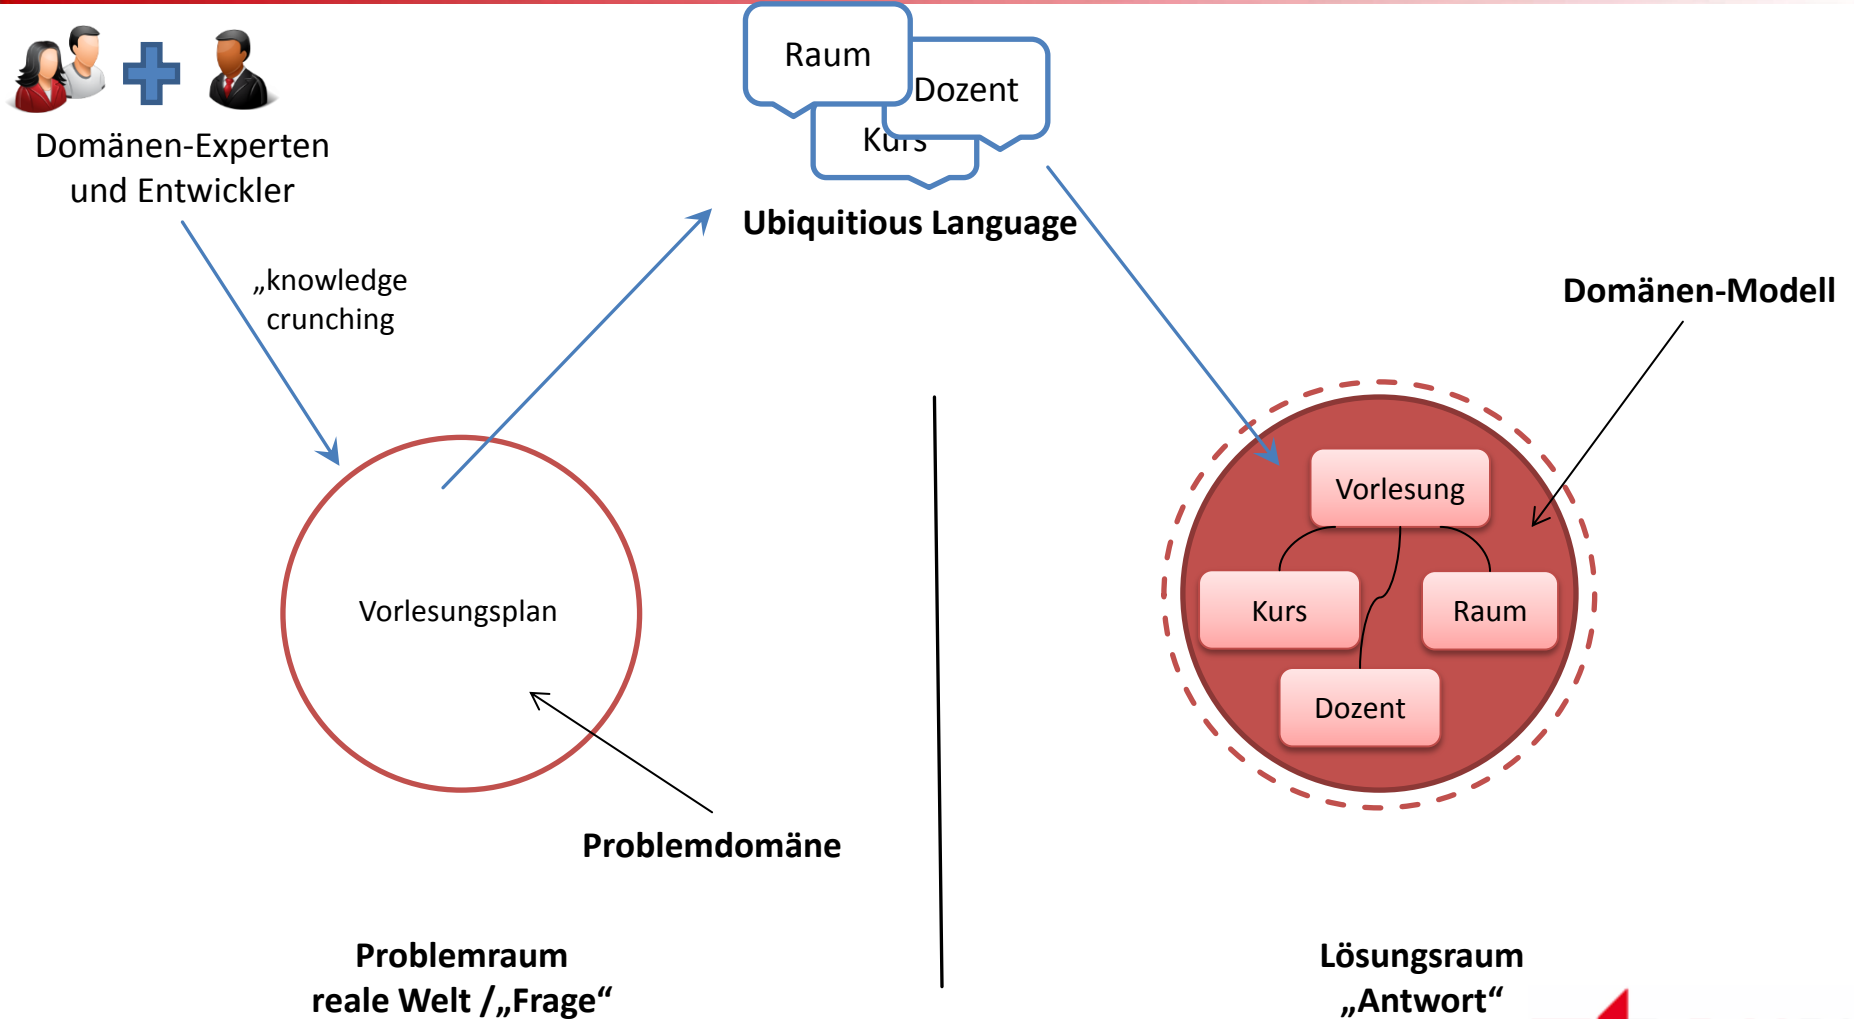 Raum
Dozent
Kurs
Domänen-Experten
und Entwickler
Ubiquitious Language
„knowledge
crunching
Domänen-Modell
Vorlesung
Vorlesungsplan
Kurs
Raum
Dozent
Problemdomäne
Problemraum
reale Welt /„Frage“
Lösungsraum
„Antwort“